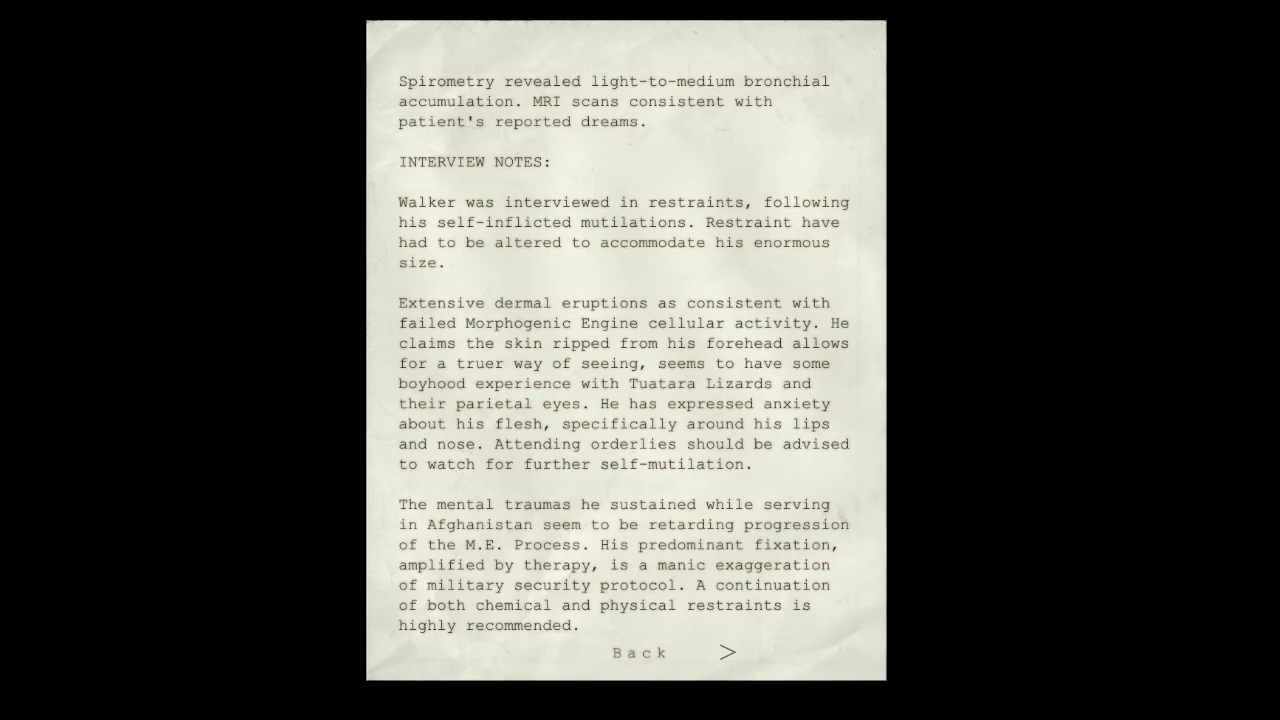 Spirometry revealed light-to-medium bronchial
accumulation. MRI scans consistent with
patient's reported dreams.
INTERVIEW NOTES:
Walker was interviewed in restraints, following
his self-inflicted mutilations. Restraint have
had to be altered to accommodate his enormous
size.
Extensive dermal eruptions as consistent with
failed Morphogenic Engine cellular activity. He
claims the skin ripped from his forehead allows
for a truer way of seeing, seems to have some
boyhood experience with Tuatara Lizards and
their parietal eyes. He has expressed anxiety
about his flesh, specifically around his lips
and nose. Attending orderlies should be advised
to watch for further self-mutilation.
The mental traumas he sustained while serving
in Afghanistan seem to be retarding progression
of the M.E. Process. His predominant fixation,
amplified by therapy, is a manic exaggeration
of military security protocol. A continuation
of both chemical and physical restraints is
highly recommended.
Back >